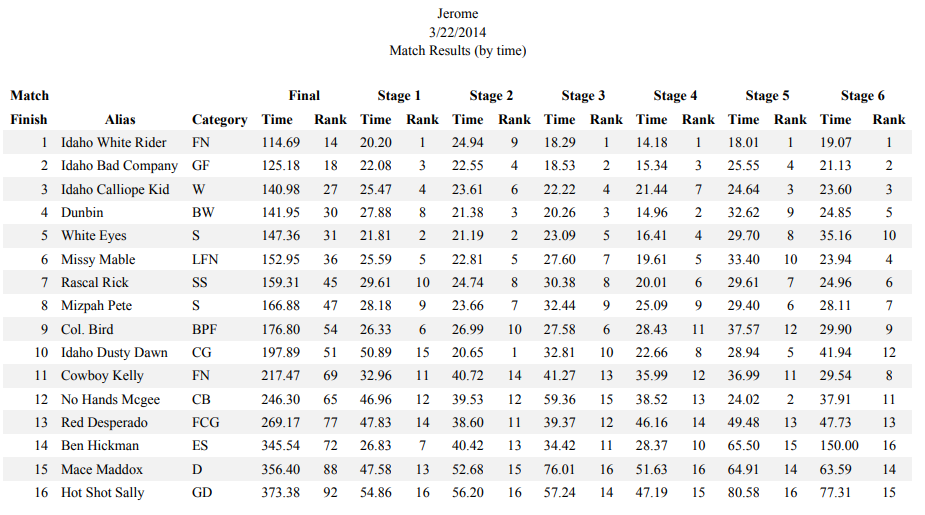 Jerome
3/22/2014
Match Results (by time)
Match Final Stage 1 Stage 2 Stage 3 Stage 4 Stage 5 Stage 6
Finish Alias Category Time Rank Time Rank Time Rank Time Rank Time Rank Time Rank Time Rank
1 Idaho White Rider FN 114.69 14 20.20 1 24.94 9 18.29 1 14.18 1 18.01 1 19.07 1
2 Idaho Bad Company GF 125.18 18 22.08 3 22.55 4 18.53 2 15.34 3 25.55 4 21.13 2
3 Idaho Calliope Kid W 140.98 27 25.47 4 23.61 6 22.22 4 21.44 7 24.64 3 23.60 3
4 Dunbin BW 141.95 30 27.88 8 21.38 3 20.26 3 14.96 2 32.62 9 24.85 5
5 White Eyes S 147.36 31 21.81 2 21.19 2 23.09 5 16.41 4 29.70 8 35.16 10
6 Missy Mable LFN 152.95 36 25.59 5 22.81 5 27.60 7 19.61 5 33.40 10 23.94 4
7 Rascal Rick SS 159.31 45 29.61 10 24.74 8 30.38 8 20.01 6 29.61 7 24.96 6
8 Mizpah Pete S 166.88 47 28.18 9 23.66 7 32.44 9 25.09 9 29.40 6 28.11 7
9 Col. Bird BPF 176.80 54 26.33 6 26.99 10 27.58 6 28.43 11 37.57 12 29.90 9
10 Idaho Dusty Dawn CG 197.89 51 50.89 15 20.65 1 32.81 10 22.66 8 28.94 5 41.94 12
11 Cowboy Kelly FN 217.47 69 32.96 11 40.72 14 41.27 13 35.99 12 36.99 11 29.54 8
12 No Hands Mcgee CB 246.30 65 46.96 12 39.53 12 59.36 15 38.52 13 24.02 2 37.91 11
13 Red Desperado FCG 269.17 77 47.83 14 38.60 11 39.37 12 46.16 14 49.48 13 47.73 13
14 Ben Hickman ES 345.54 72 26.83 7 40.42 13 34.42 11 28.37 10 65.50 15 150.00 16
15 Mace Maddox D 356.40 88 47.58 13 52.68 15 76.01 16 51.63 16 64.91 14 63.59 14
16 Hot Shot Sally GD 373.38 92 54.86 16 56.20 16 57.24 14 47.19 15 80.58 16 77.31 15